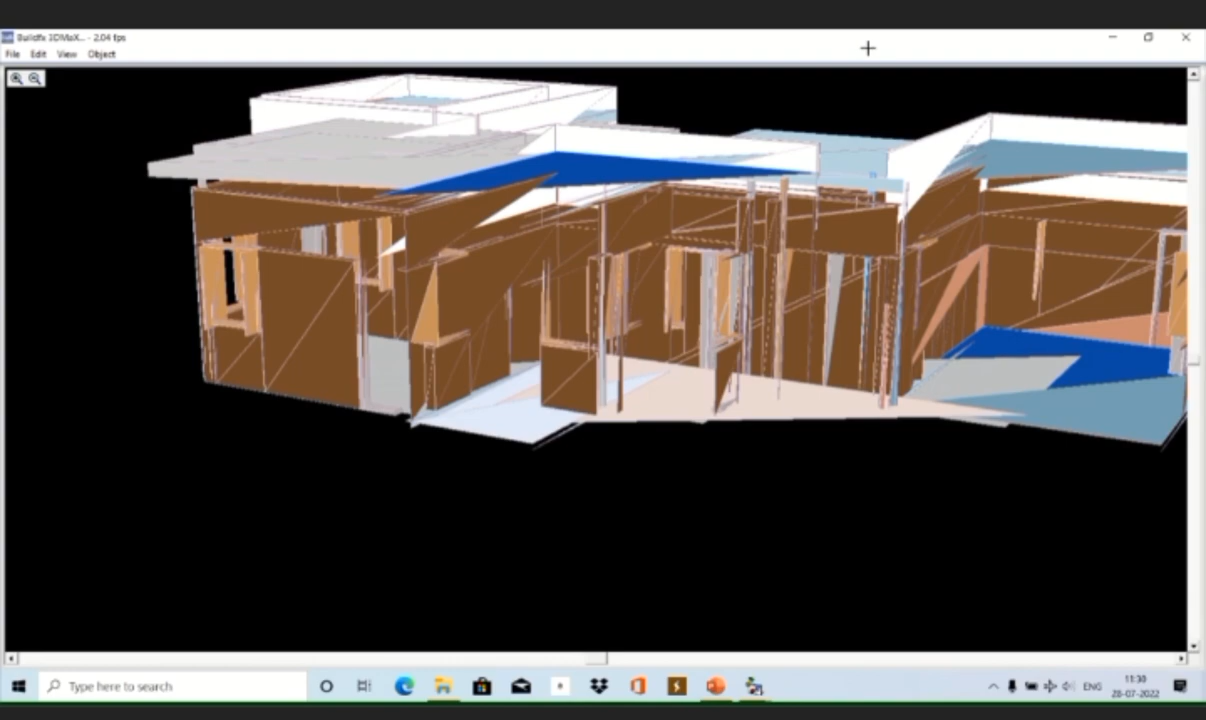 Buildfx 3DMaX... - 2.04 fps
File Edit View Object
Type here to search
ENG
11:30
28-07-2022